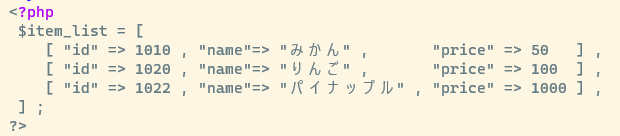 <?php
 $item_list = [
    [ "id" => 1010 , "name"=> "みかん" ,       "price" => 50   ] ,
    [ "id" => 1020 , "name"=> "りんご" ,       "price" => 100  ] ,
    [ "id" => 1022 , "name"=> "パイナップル" , "price" => 1000 ] ,
 ] ;
?>